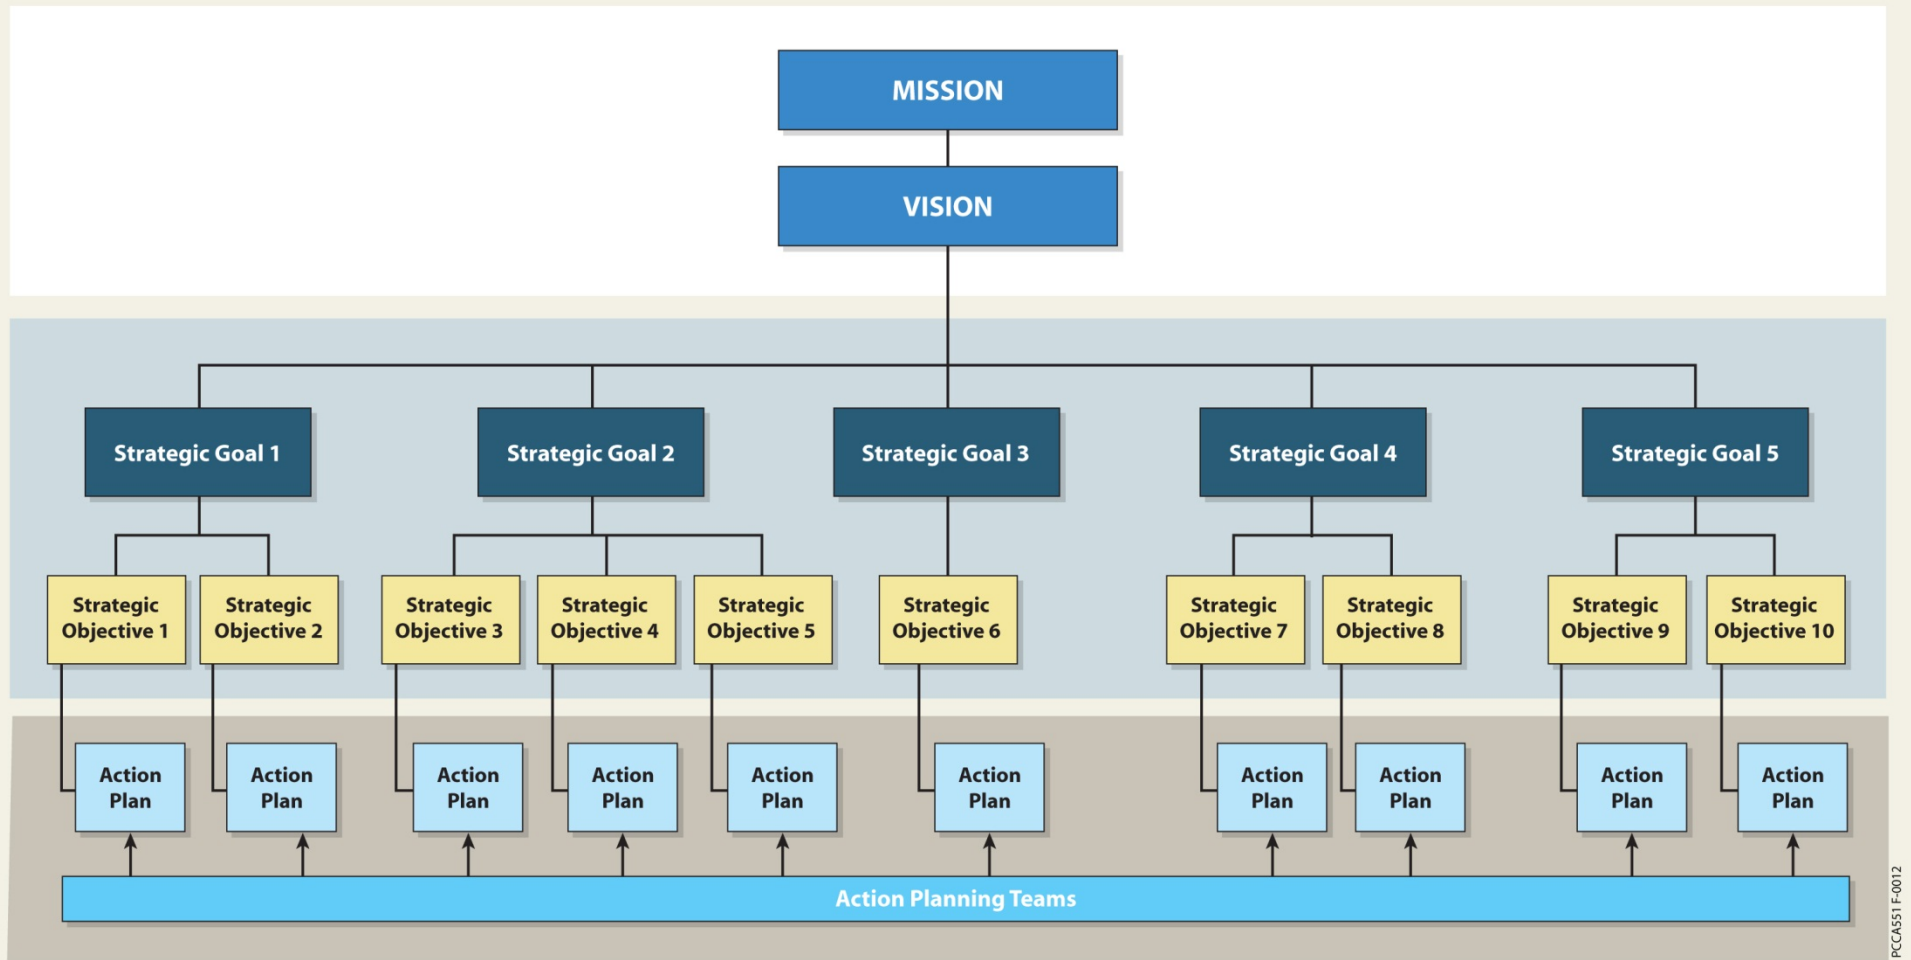 MISSION
VISION
Strategic Goal 1
Strategic Goal 2
Strategic Goal 3
Strategic Goal 4
Strategic Goal 5
Strategic
Objective 1
Strategic
Objective 2
Strategic
Objective 3
Strategic
Objective 4
Strategic
Objective 5
Strategic
Objective 6
Strategic
Objective 7
Strategic
Objective 8
Strategic
Objective 9
Strategic
Objective 10
Action
Plan
Action
Plan
Action
Plan
Action
Plan
Action
Plan
Action
Plan
Action
Plan
Action
Plan
Action
Plan
Action
Plan
Action Planning Teams
PCCA551 F-0012